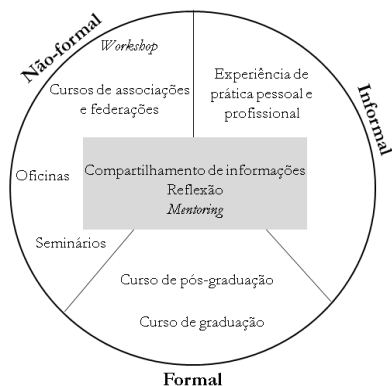 Não-formal
Workshop
Cursos de associações
e federações
Oficinas
Seminários
Experiência de
prática pessoal e
profissional
Informal
Compartilhamento de informações
Reflexão
Mentoring
Curso de pós-graduação
Curso de graduação
Formal